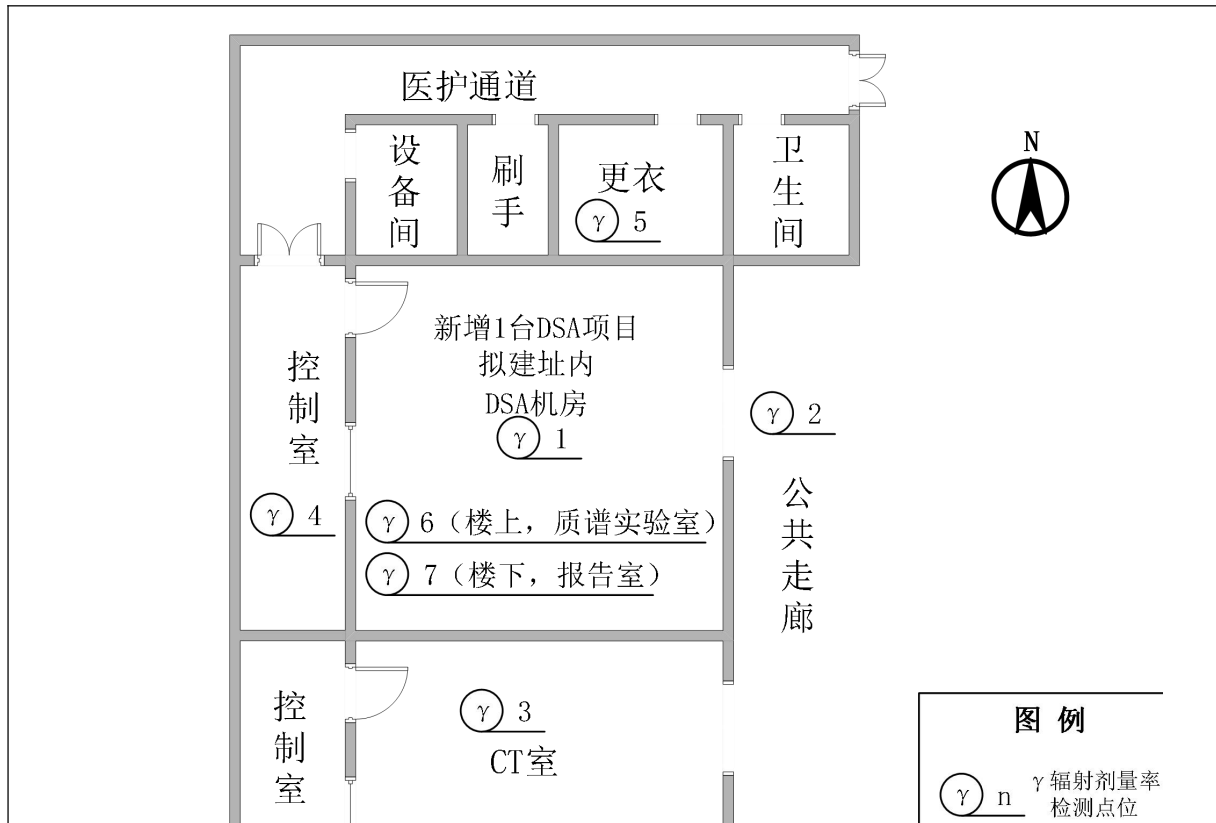 医护通道
设备间
刷手
更衣
γ 5
卫生间
N
新增1台DSA项目
拟建址内
DSA机房
γ 1
控制室
γ 4
γ 2
公共走廊
γ 6（楼上，质谱实验室）
γ 7（楼下，报告室）
控制室
γ 3
CT室
图 例
γ n
γ辐射剂量率
检测点位